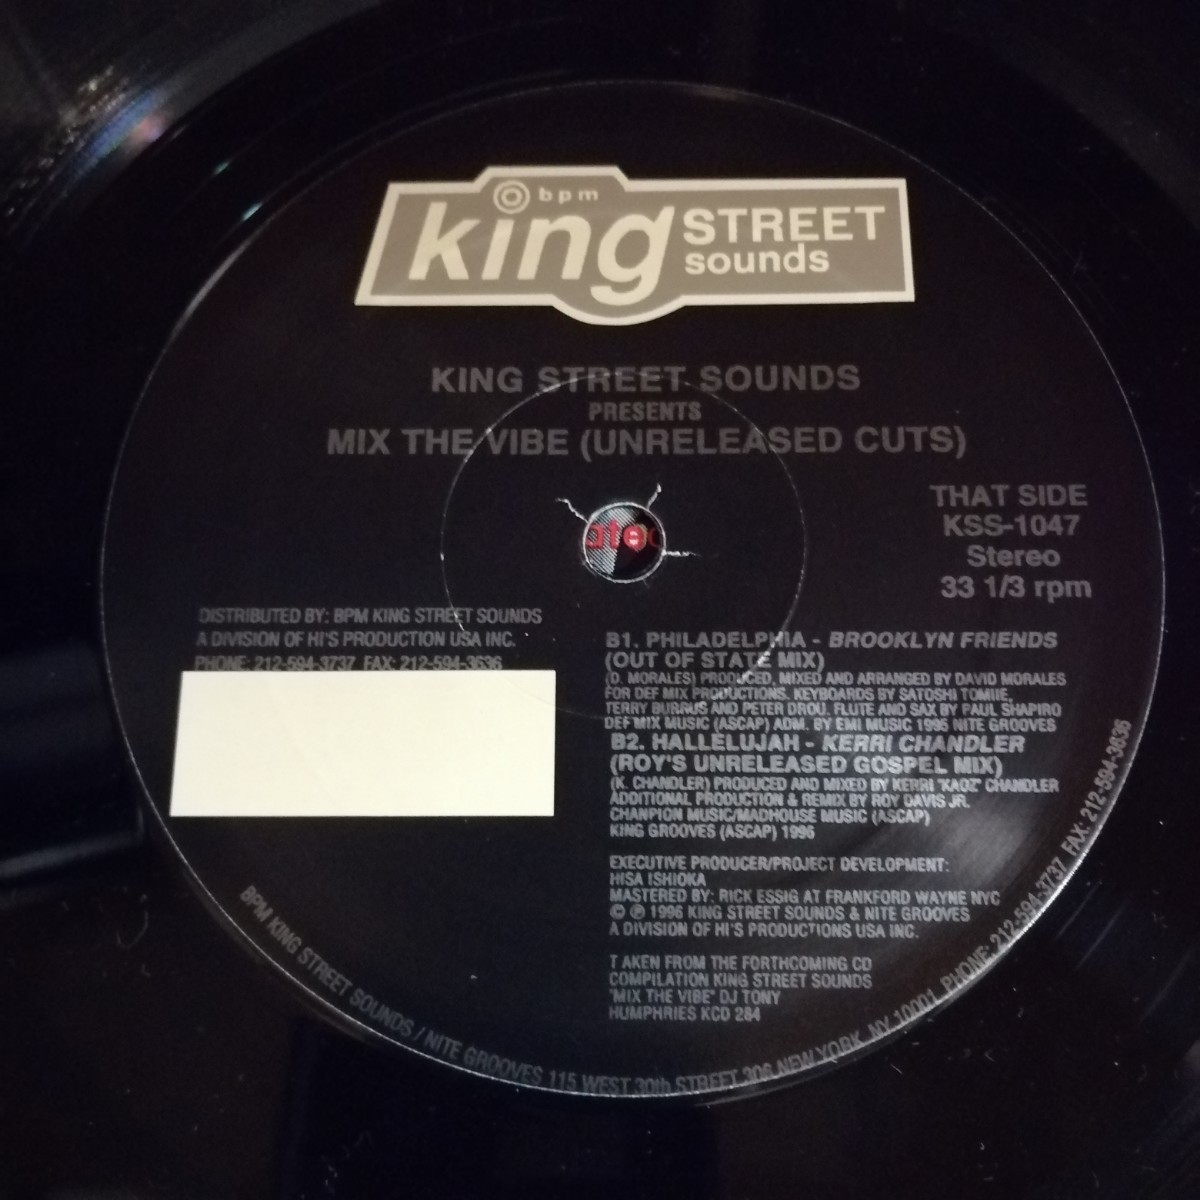 bpm
king STREET
sounds
KING STREET SOUNDS
PRESENTS
MIX THE VIBE (UNRELEASED CUTS)
THAT SIDE
KSS-1047
Stereo
33 1/3 rpm
ate
DISTRIBUTED BY: BPM KING STREET SOUNDS
A DIVISION OF HI'S PRODUCTION USA INC.
PHONE: 212-594-3737 FAX: 212-594-3636
B1. PHILADELPHIA - BROOKLYN FRIENDS
(OUT OF STATE MIX)
(D. MORALES) PRODUCED, MIXED AND ARRANGED BY DAVID MORALES
FOR DEF MIX PRODUCTIONS. KEYBOARDS BY SATOSHI TOMIIE,
TERRY BURRUS AND PETER DROU. FLUTE AND SAX BY PAUL SHAPIRO
DEF MIX MUSIC (ASCAP) ADM. BY EMI MUSIC 1995 NITE GROOVES
B2. HALLELUJAH - KERRI CHANDLER
(ROY'S UNRELEASED GOSPEL MIX)
(K. CHANDLER) PRODUCED AND MIXED BY KERRI "KAOZ" CHANDLER
ADDITIONAL PRODUCTION & REMIX BY ROY DAVIS JR.
CHANPION MUSIC/MADHOUSE MUSIC (ASCAP)
KING GROOVES (ASCAP) 1996
EXECUTIVE PRODUCER/PROJECT DEVELOPMENT:
HISA ISHIOKA
MASTERED BY: RICK ESSIG AT FRANKFORD WAYNE NYC
© ℗ 1996 KING STREET SOUNDS & NITE GROOVES
A DIVISION OF HI'S PRODUCTIONS USA INC.
T AKEN FROM THE FORTHCOMING CD
COMPILATION KING STREET SOUNDS
"MIX THE VIBE" DJ TONY
HUMPHRIES KCD 284
BPM KING STREET SOUNDS / NITE GROOVES 115 WEST 30th STREET 306 NEW YORK, NY 10001 PHONE: 212-594-3737 FAX: 212-594-3636